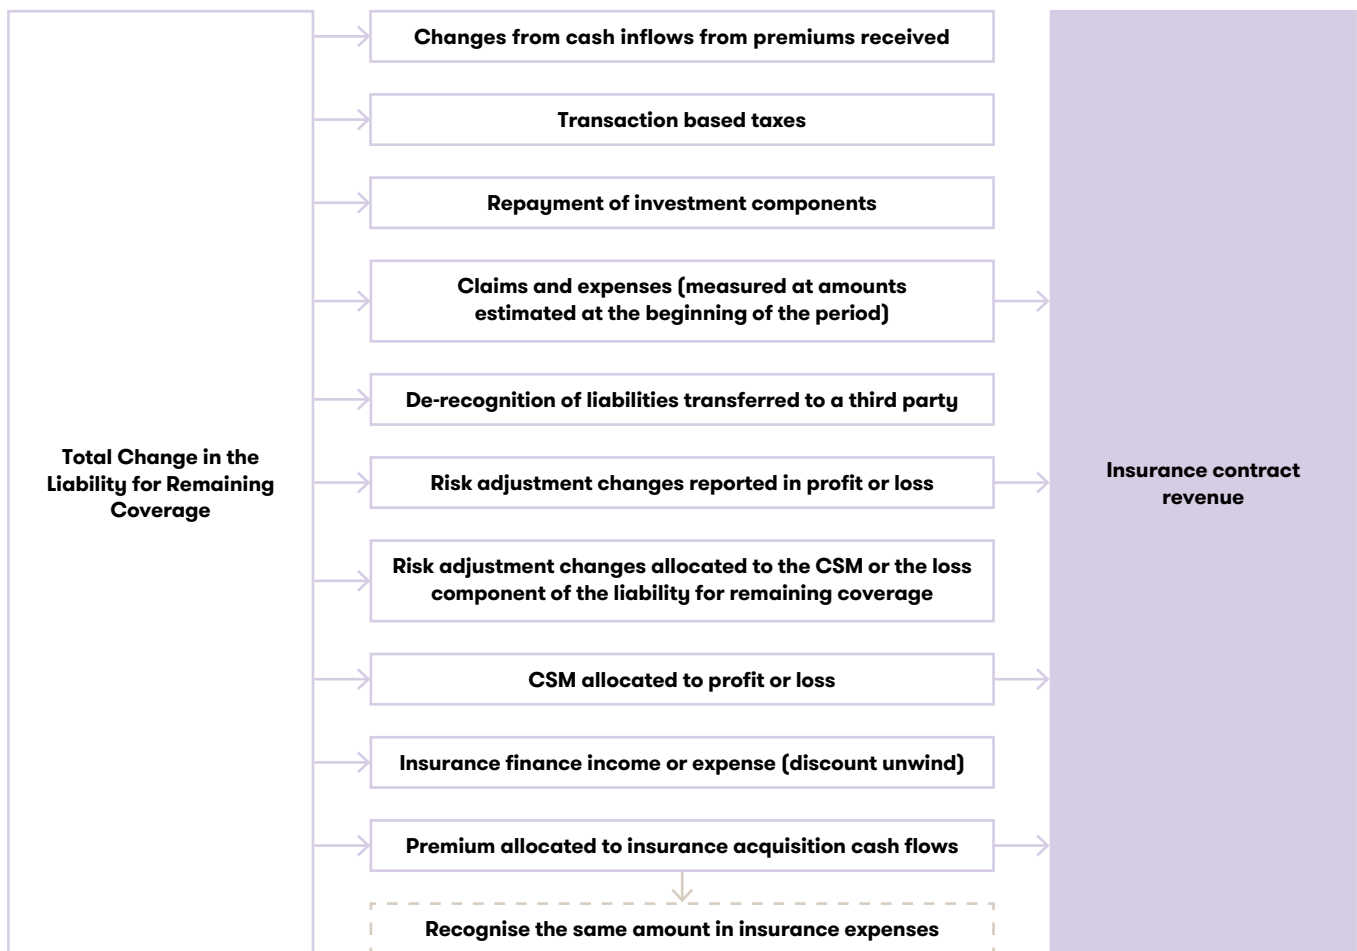 Changes from cash inflows from premiums received
Transaction based taxes
Repayment of investment components
Claims and expenses (measured at amounts
estimated at the beginning of the period)
De-recognition of liabilities transferred to a third party
Total Change in the
Liability for Remaining
Coverage
Risk adjustment changes reported in profit or loss
Insurance contract
revenue
Risk adjustment changes allocated to the CSM or the loss
component of the liability for remaining coverage
CSM allocated to profit or loss
Insurance finance income or expense (discount unwind)
Premium allocated to insurance acquisition cash flows
Recognise the same amount in insurance expenses